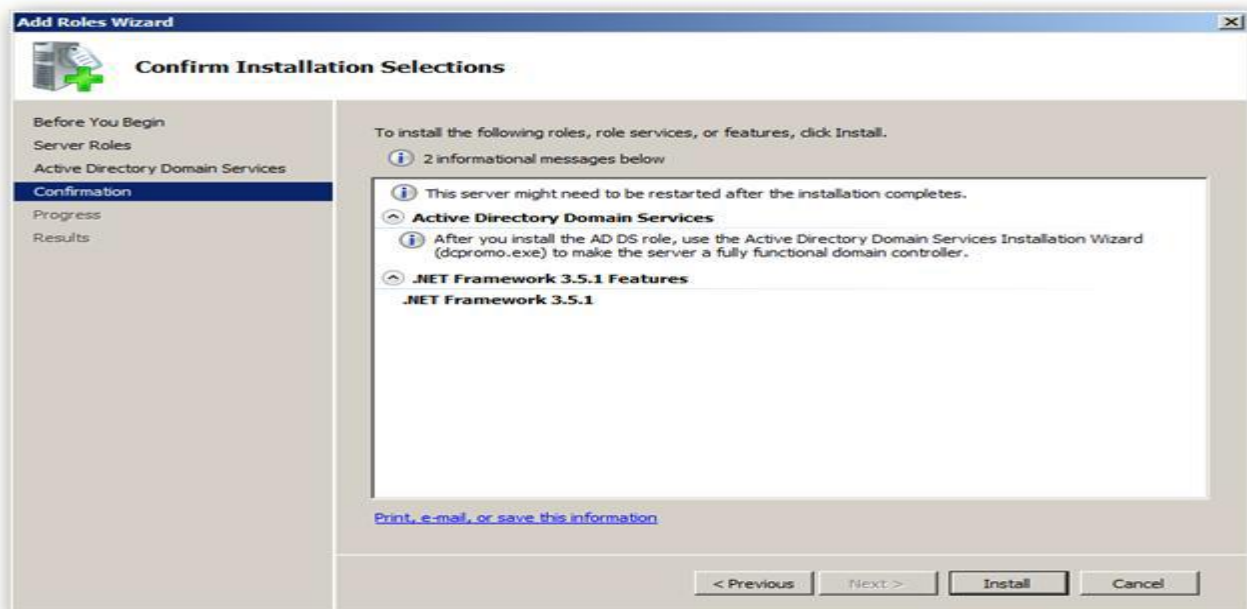 Add Roles Wizard
Confirm Installation Selections
Before You Begin
Server Roles
Active Directory Domain Services
Confirmation
Progress
Results
To install the following roles, role services, or features, click Install.
2 informational messages below
This server might need to be restarted after the installation completes.
Active Directory Domain Services
After you install the AD DS role, use the Active Directory Domain Services Installation Wizard
(dcpromo.exe) to make the server a fully functional domain controller.
.NET Framework 3.5.1 Features
.NET Framework 3.5.1
Print, e-mail, or save this information
< Previous Next > Install Cancel